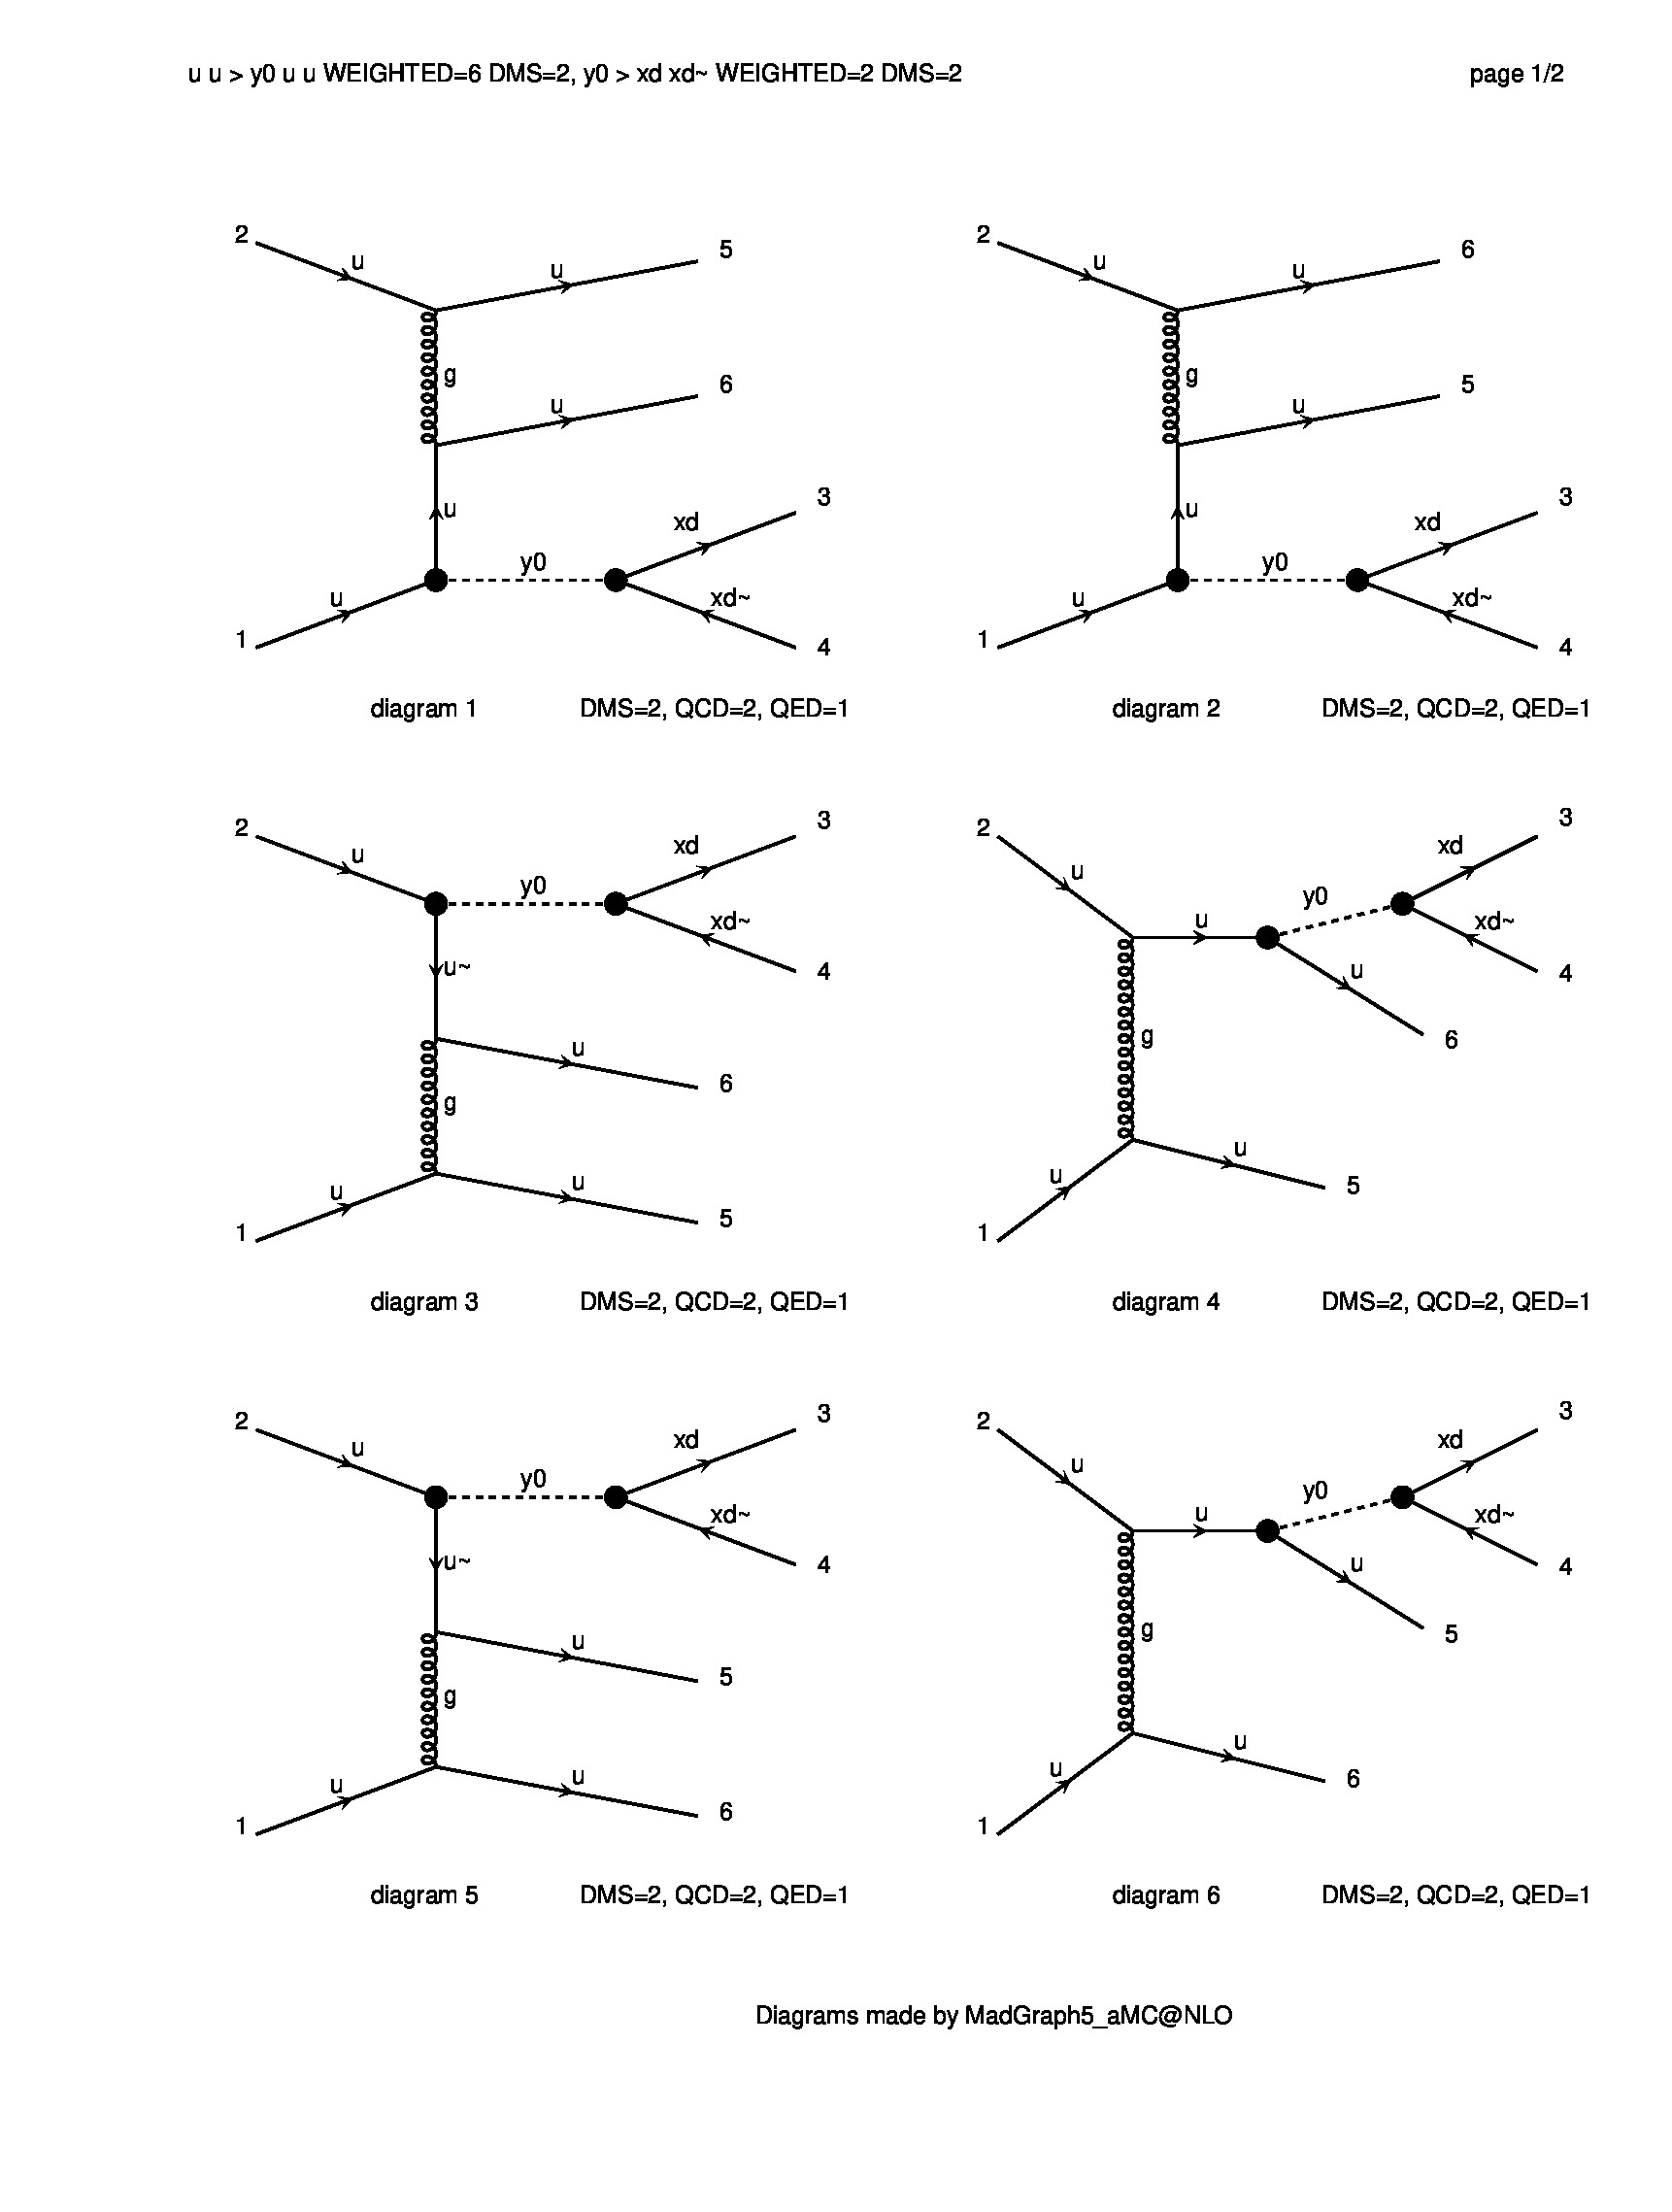 u u > y0 u u WEIGHTED=6 DMS=2, y0 > xd xd~ WEIGHTED=2 DMS=2 page 1/2
2 u u 5
g
u 6
u
y0 xd 3
u xd~
1 4
diagram 1 DMS=2, QCD=2, QED=1
2 u u 6
g
u 5
u
y0 xd 3
u xd~
1 4
diagram 2 DMS=2, QCD=2, QED=1
2 u y0 xd 3
xd~
u~ 4
u 6
g
u u 5
1
diagram 3 DMS=2, QCD=2, QED=1
2 u u y0 xd 3
xd~
u 4
g 6
u u 5
1
diagram 4 DMS=2, QCD=2, QED=1
2 u y0 xd 3
xd~
u~ 4
u 5
g
u u 6
1
diagram 5 DMS=2, QCD=2, QED=1
2 u u y0 xd 3
xd~
u 4
g 5
u u 6
1
diagram 6 DMS=2, QCD=2, QED=1
Diagrams made by MadGraph5_aMC@NLO